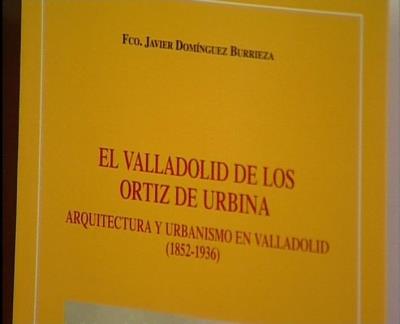 Fco. Javier Domínguez Burrieza
EL VALLADOLID DE LOS
ORTIZ DE URBINA
ARQUITECTURA Y URBANISMO EN VALLADOLID
(1852-1936)